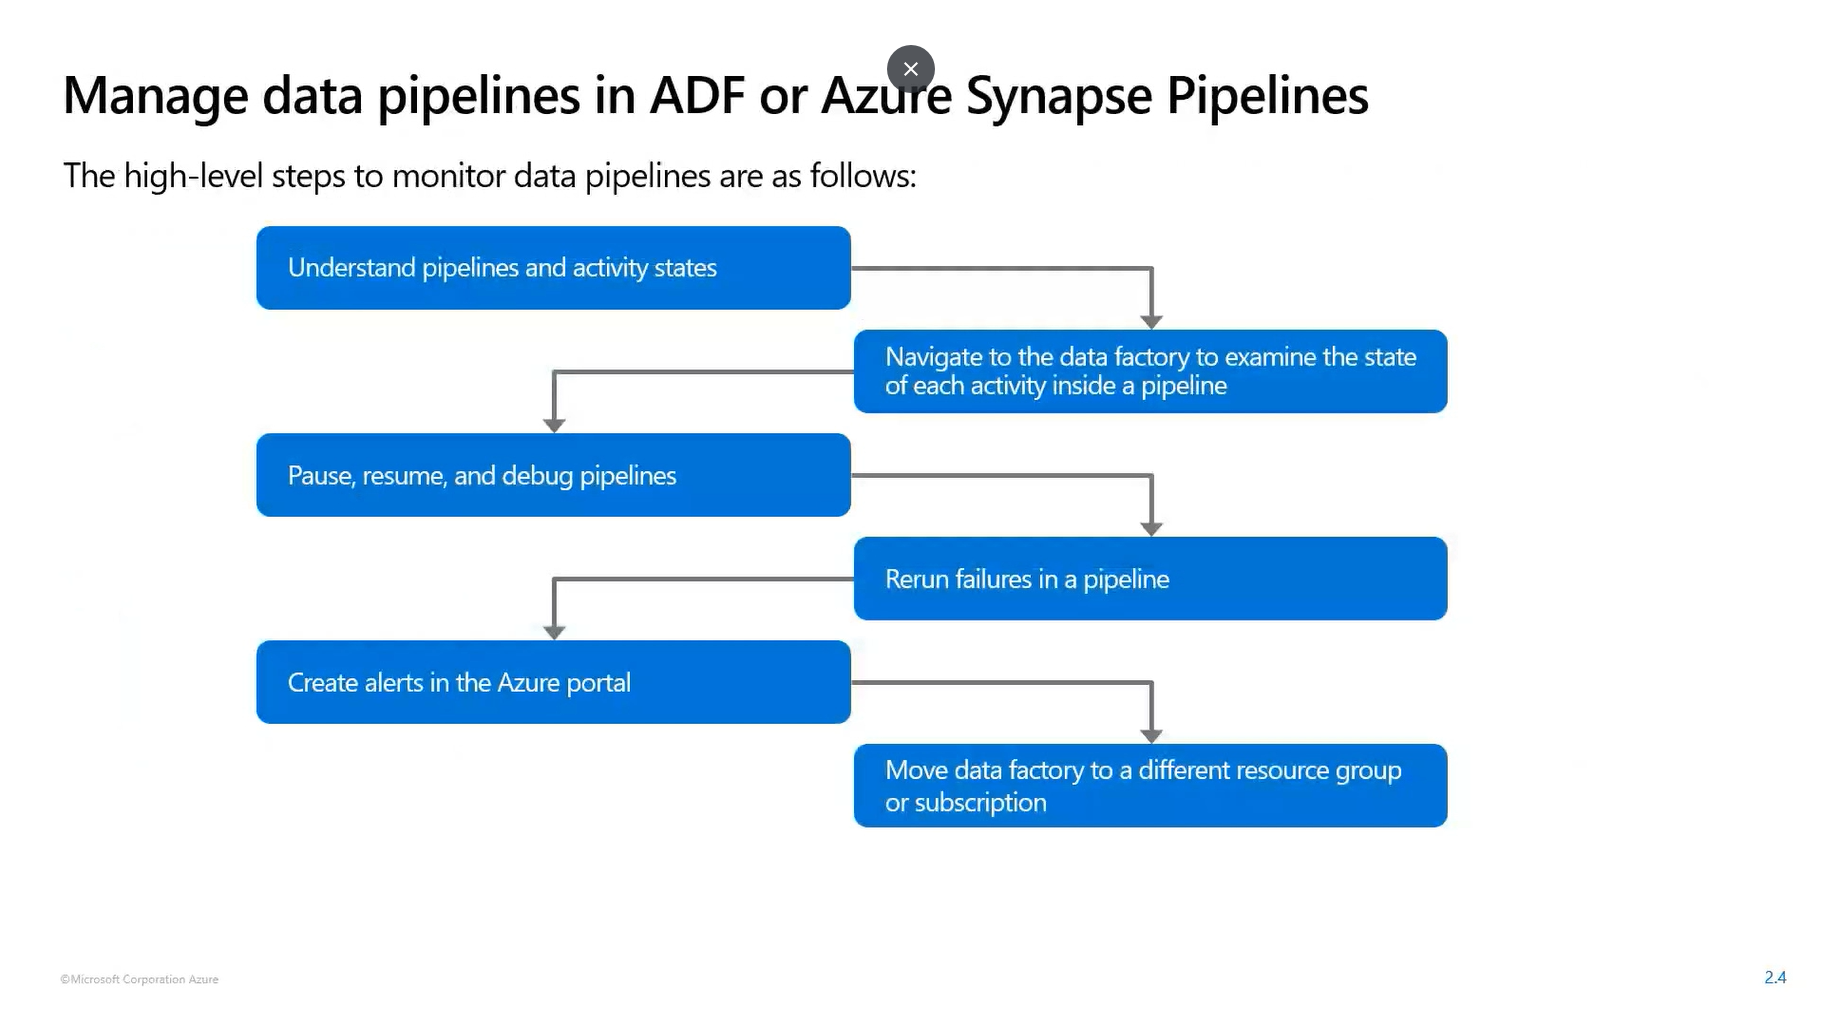 Manage data pipelines in ADF or Azure Synapse Pipelines
The high-level steps to monitor data pipelines are as follows:
Understand pipelines and activity states
Navigate to the data factory to examine the state
of each activity inside a pipeline
Pause, resume, and debug pipelines
Rerun failures in a pipeline
Create alerts in the Azure portal
Move data factory to a different resource group
or subscription
©Microsoft Corporation Azure
2.4